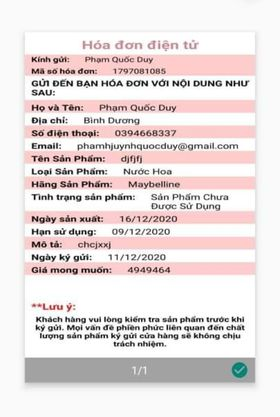 Hóa đơn điện tử
Kính gửi: Phạm Quốc Duy
Mã số hóa đơn: 1797081085
GỬI ĐẾN BẠN HÓA ĐƠN VỚI NỘI DUNG NHƯ
SAU:
Họ và Tên: Phạm Quốc Duy
Địa chỉ: Bình Dương
Số điện thoại: 0394668337
Email: phamhjuynhquocduy@gmail.com
Tên Sản Phẩm: djfjfj
Loại Sản Phẩm: Nước Hoa
Hãng Sản Phẩm: Maybelline
Tình trạng sản phẩm: Sản Phẩm Chưa
Được Sử Dụng
Ngày sản xuất: 16/12/2020
Hạn sử dụng: 09/12/2020
Mô tả: chcjxxj
Ngày ký gửi: 11/12/2020
Giá mong muốn: 4949464
**Lưu ý:
Khách hàng vui lòng kiểm tra sản phẩm trước khi
ký gửi. Mọi vấn đề phiền phức liên quan đến chất
lượng sản phẩm ký gửi cửa hàng sẽ không chịu
trách nhiệm.
1/1